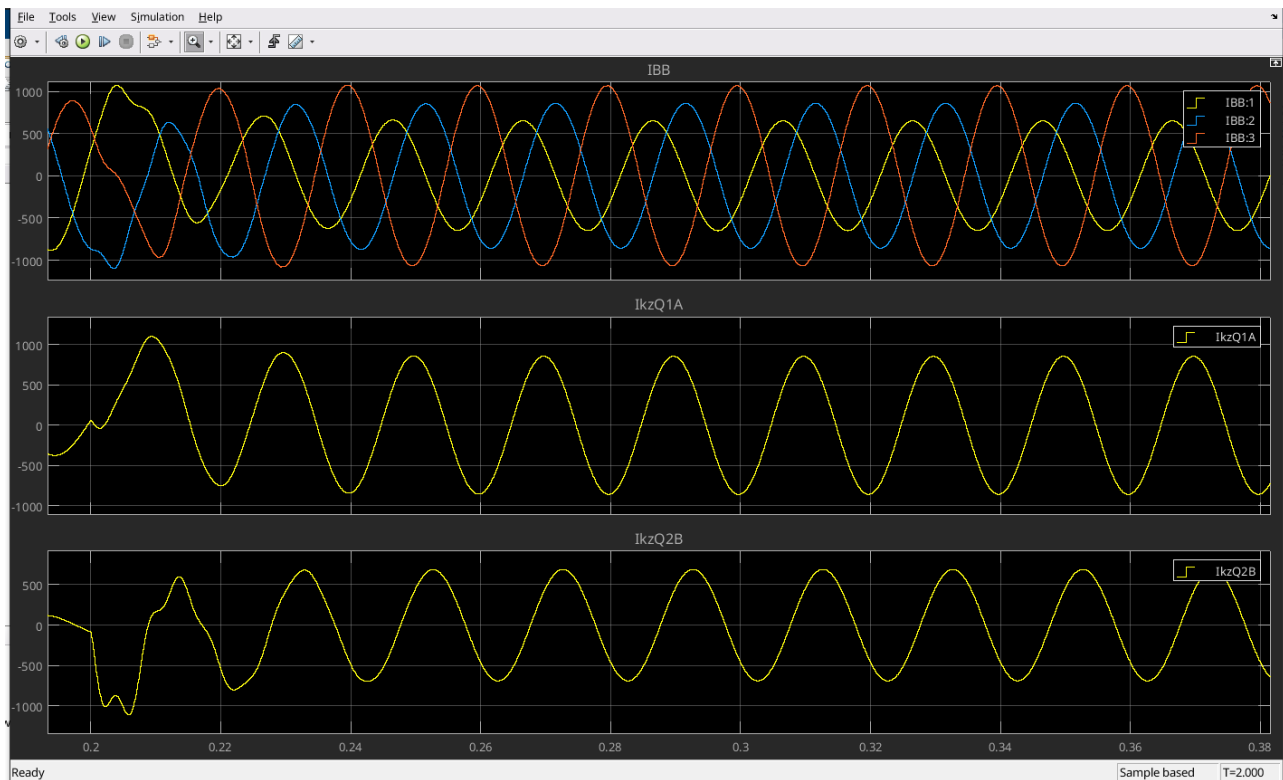 File Tools View Simulation Help
IBB
1000
500
0
-500
-1000
IBB:1
IBB:2
IBB:3
IkzQ1A
1000
500
0
-500
-1000
IkzQ1A
IkzQ2B
500
0
-500
-1000
IkzQ2B
0.2 0.22 0.24 0.26 0.28 0.3 0.32 0.34 0.36 0.38
Ready Sample based T=2.000